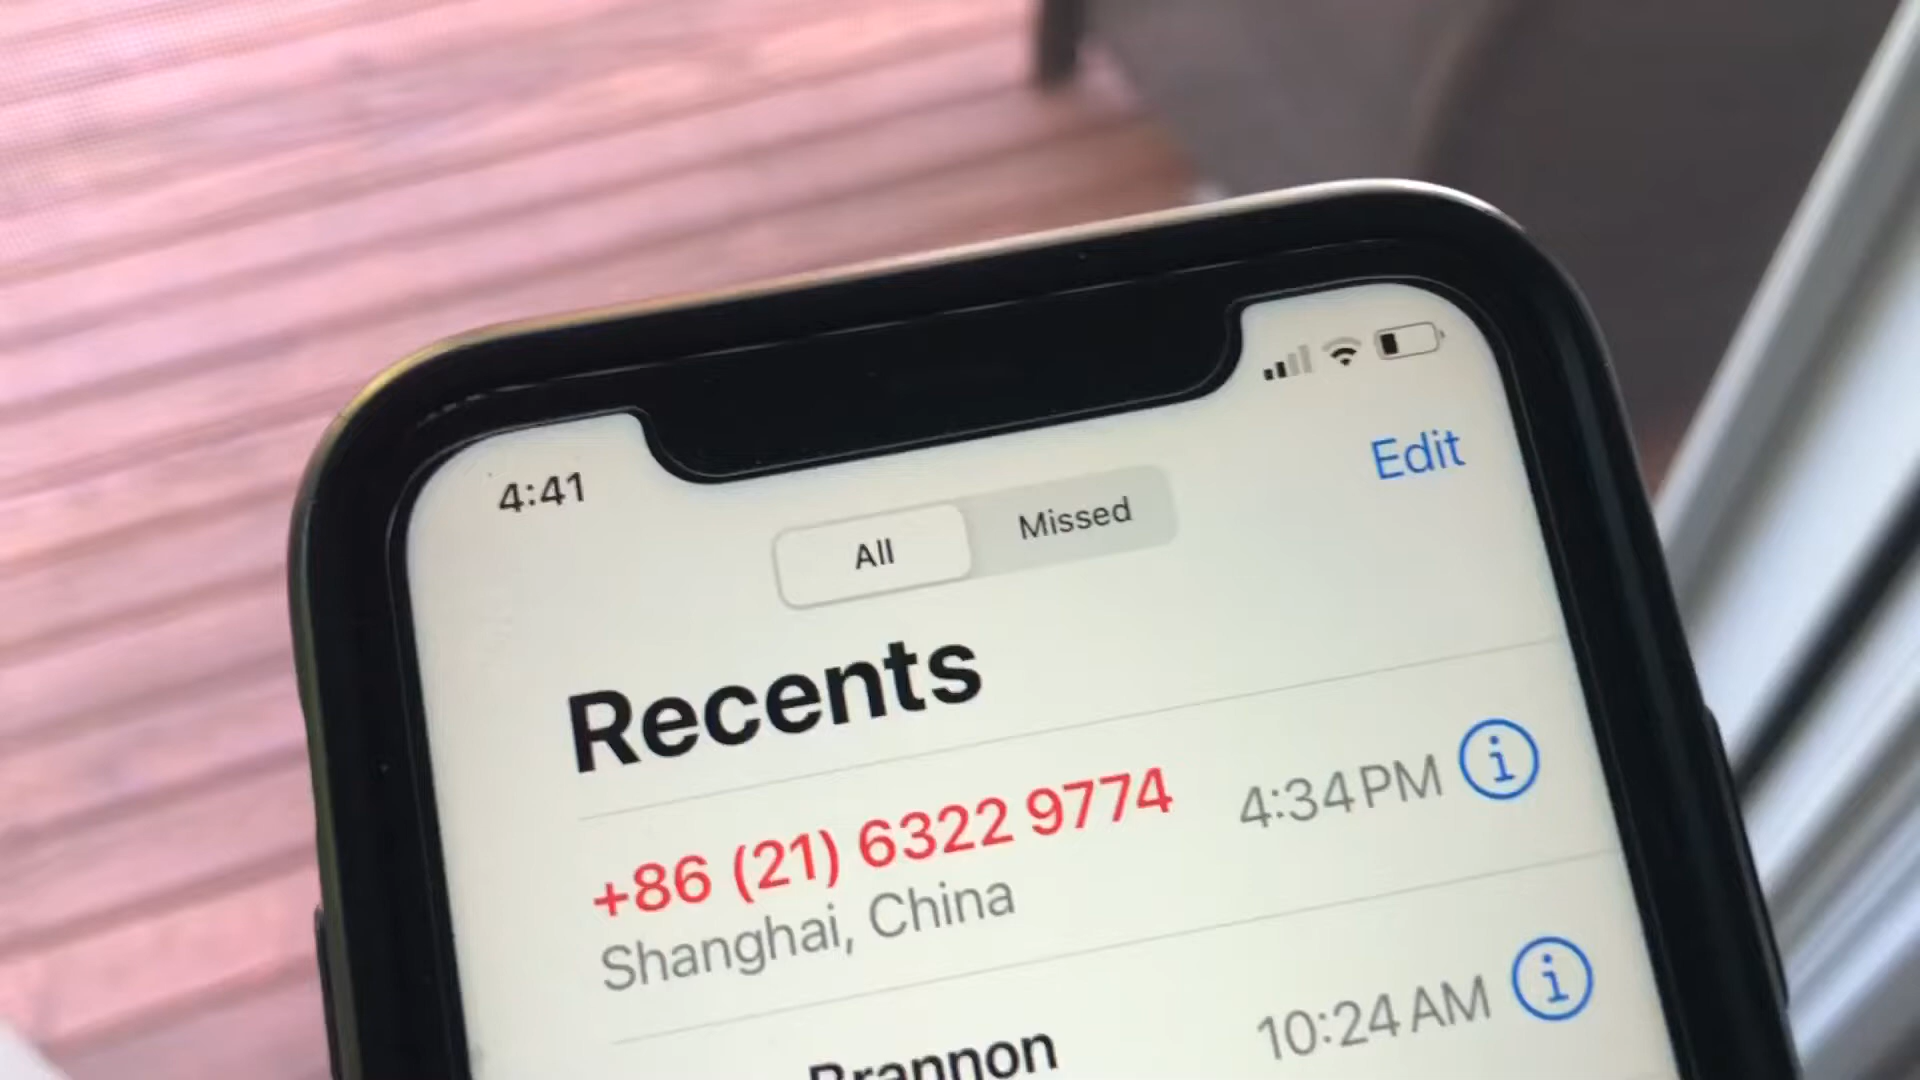 4:41
Edit
All Missed
Recents
+86 (21) 6322 9774 4:34 PM
Shanghai, China
Brannon 10:24 AM